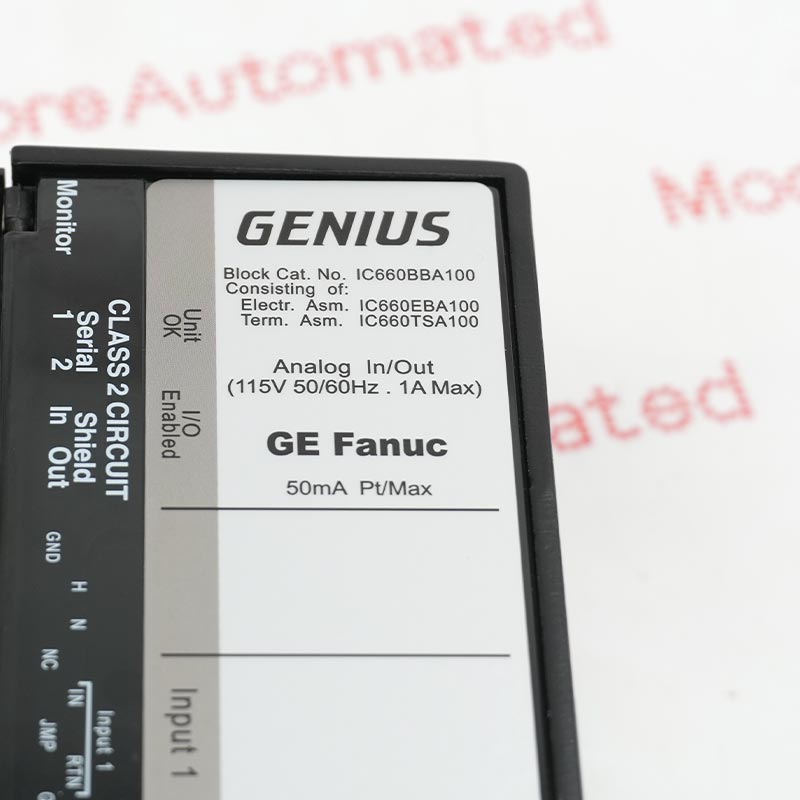 ore Automated
Mo
ated
Monitor
CLASS 2 CIRCUIT
Serial Shield
1 2 In Out
GND
H
N
NC
Input 1
IN RTN
JMP
Unit
OK
I/O
Enabled
Input 1
GENIUS
Block Cat. No. IC660BBA100
Consisting of:
Electr. Asm. IC660EBA100
Term. Asm. IC660TSA100
Analog In/Out
(115V 50/60Hz . 1A Max)
GE Fanuc
50mA Pt/Max